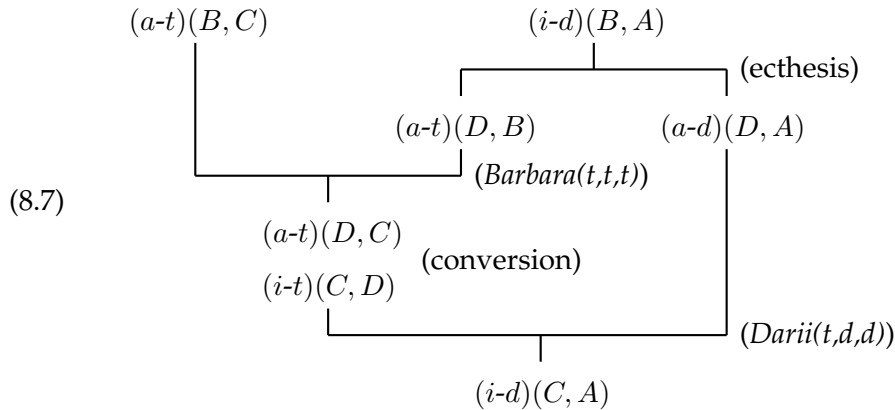 (a-t)(B, C) (i-d)(B, A)
(ecthesis)
(a-t)(D, B) (a-d)(D, A)
(Barbara(t,t,t))
(8.7)
(a-t)(D, C)
(conversion)
(i-t)(C, D)
(Darii(t,d,d))
(i-d)(C, A)